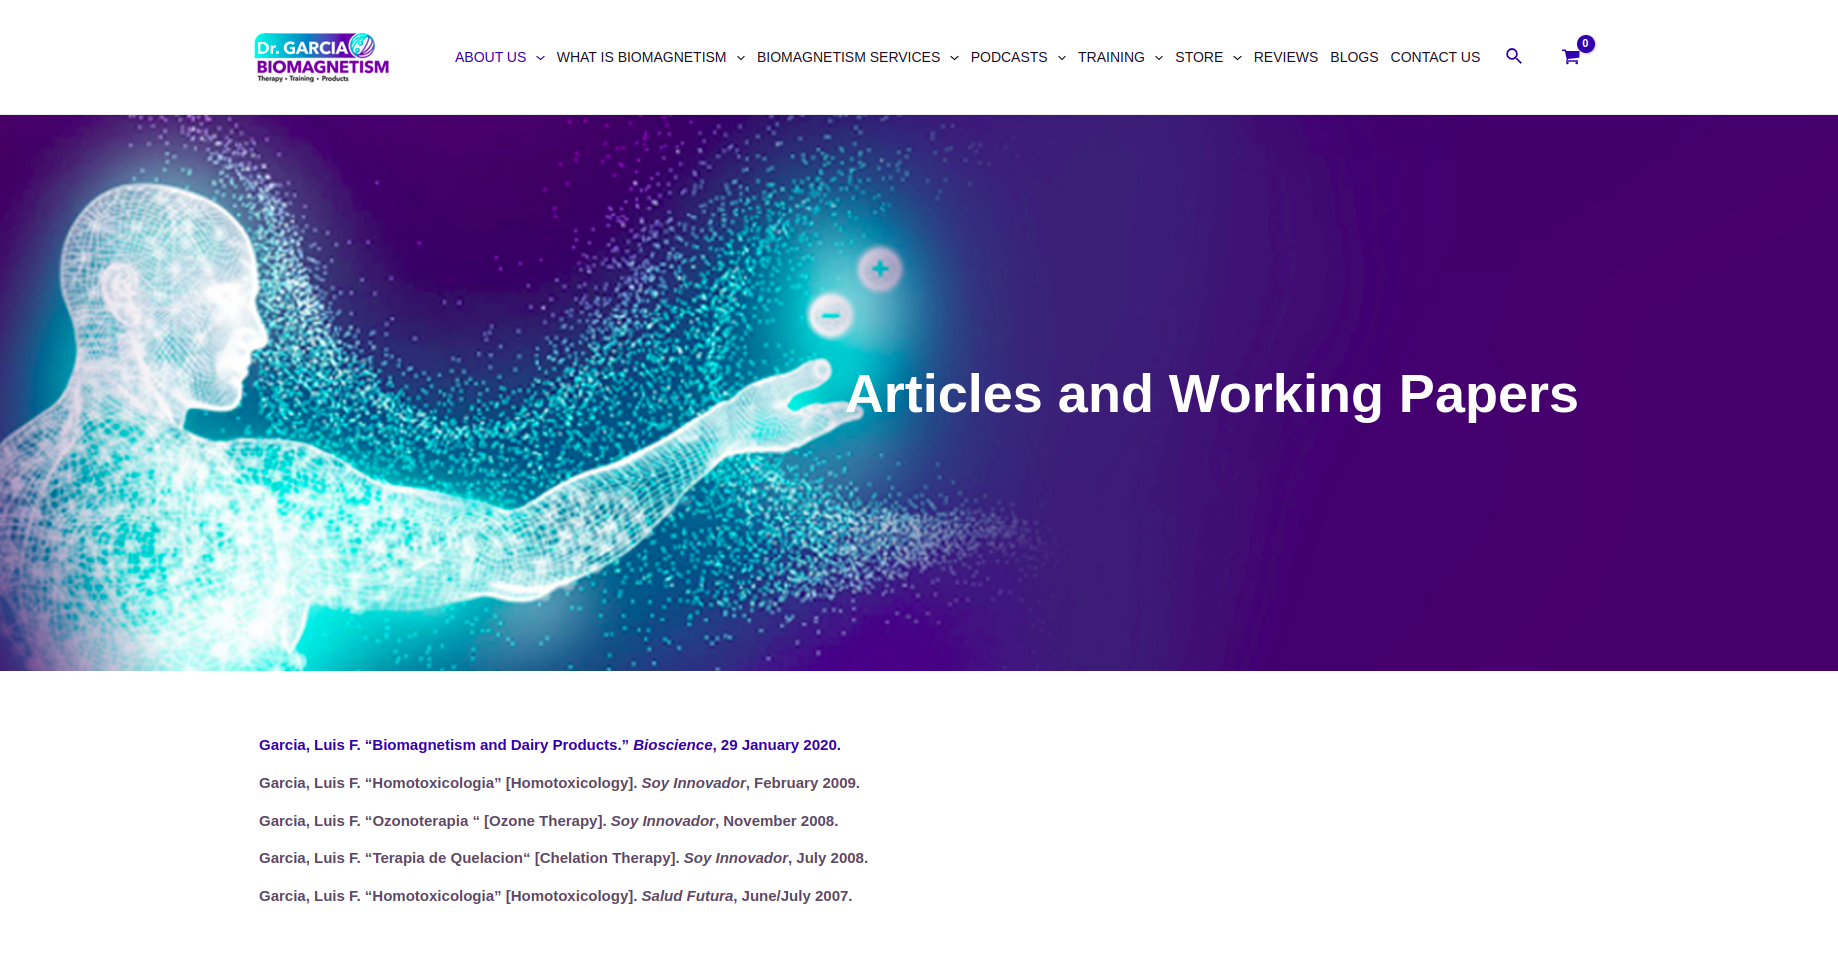 Dr. GARCIA
BIOMAGNETISM
Therapy • Training • Products
ABOUT US WHAT IS BIOMAGNETISM BIOMAGNETISM SERVICES PODCASTS TRAINING STORE REVIEWS BLOGS CONTACT US 0
+
−
Articles and Working Papers
Garcia, Luis F. “Biomagnetism and Dairy Products.” Bioscience, 29 January 2020.
Garcia, Luis F. “Homotoxicologia” [Homotoxicology]. Soy Innovador, February 2009.
Garcia, Luis F. “Ozonoterapia “ [Ozone Therapy]. Soy Innovador, November 2008.
Garcia, Luis F. “Terapia de Quelacion“ [Chelation Therapy]. Soy Innovador, July 2008.
Garcia, Luis F. “Homotoxicologia” [Homotoxicology]. Salud Futura, June/July 2007.